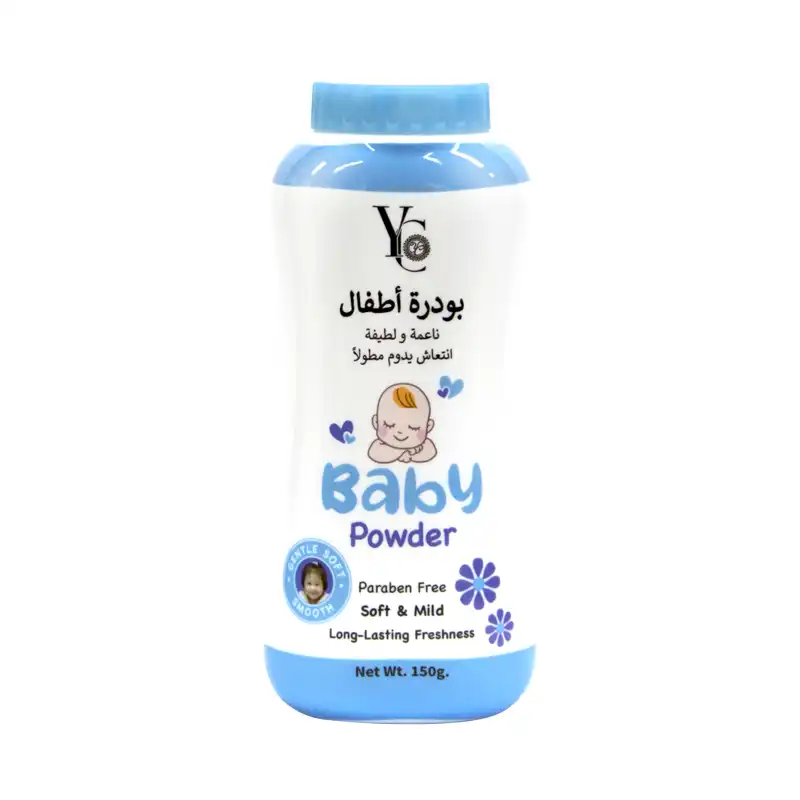 YC
بودرة أطفال
ناعمة و لطيفة
انتعاش يدوم مطولاً
Baby
Powder
GENTLE SOFT
SMOOTH
Paraben Free
Soft & Mild
Long-Lasting Freshness
Net Wt. 150g.